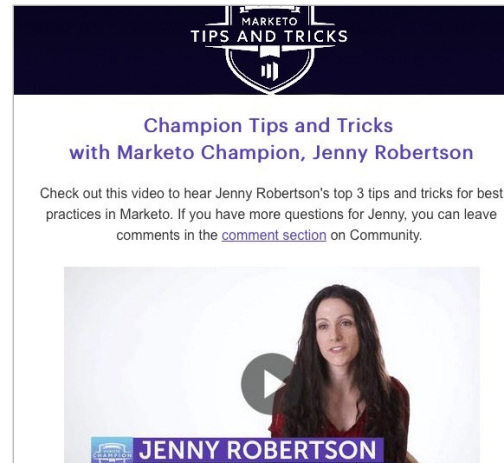 MARKETO
TIPS AND TRICKS
Champion Tips and Tricks
with Marketo Champion, Jenny Robertson
Check out this video to hear Jenny Robertson's top 3 tips and tricks for best
practices in Marketo. If you have more questions for Jenny, you can leave
comments in the comment section on Community.
CHAMPION
JENNY ROBERTSON